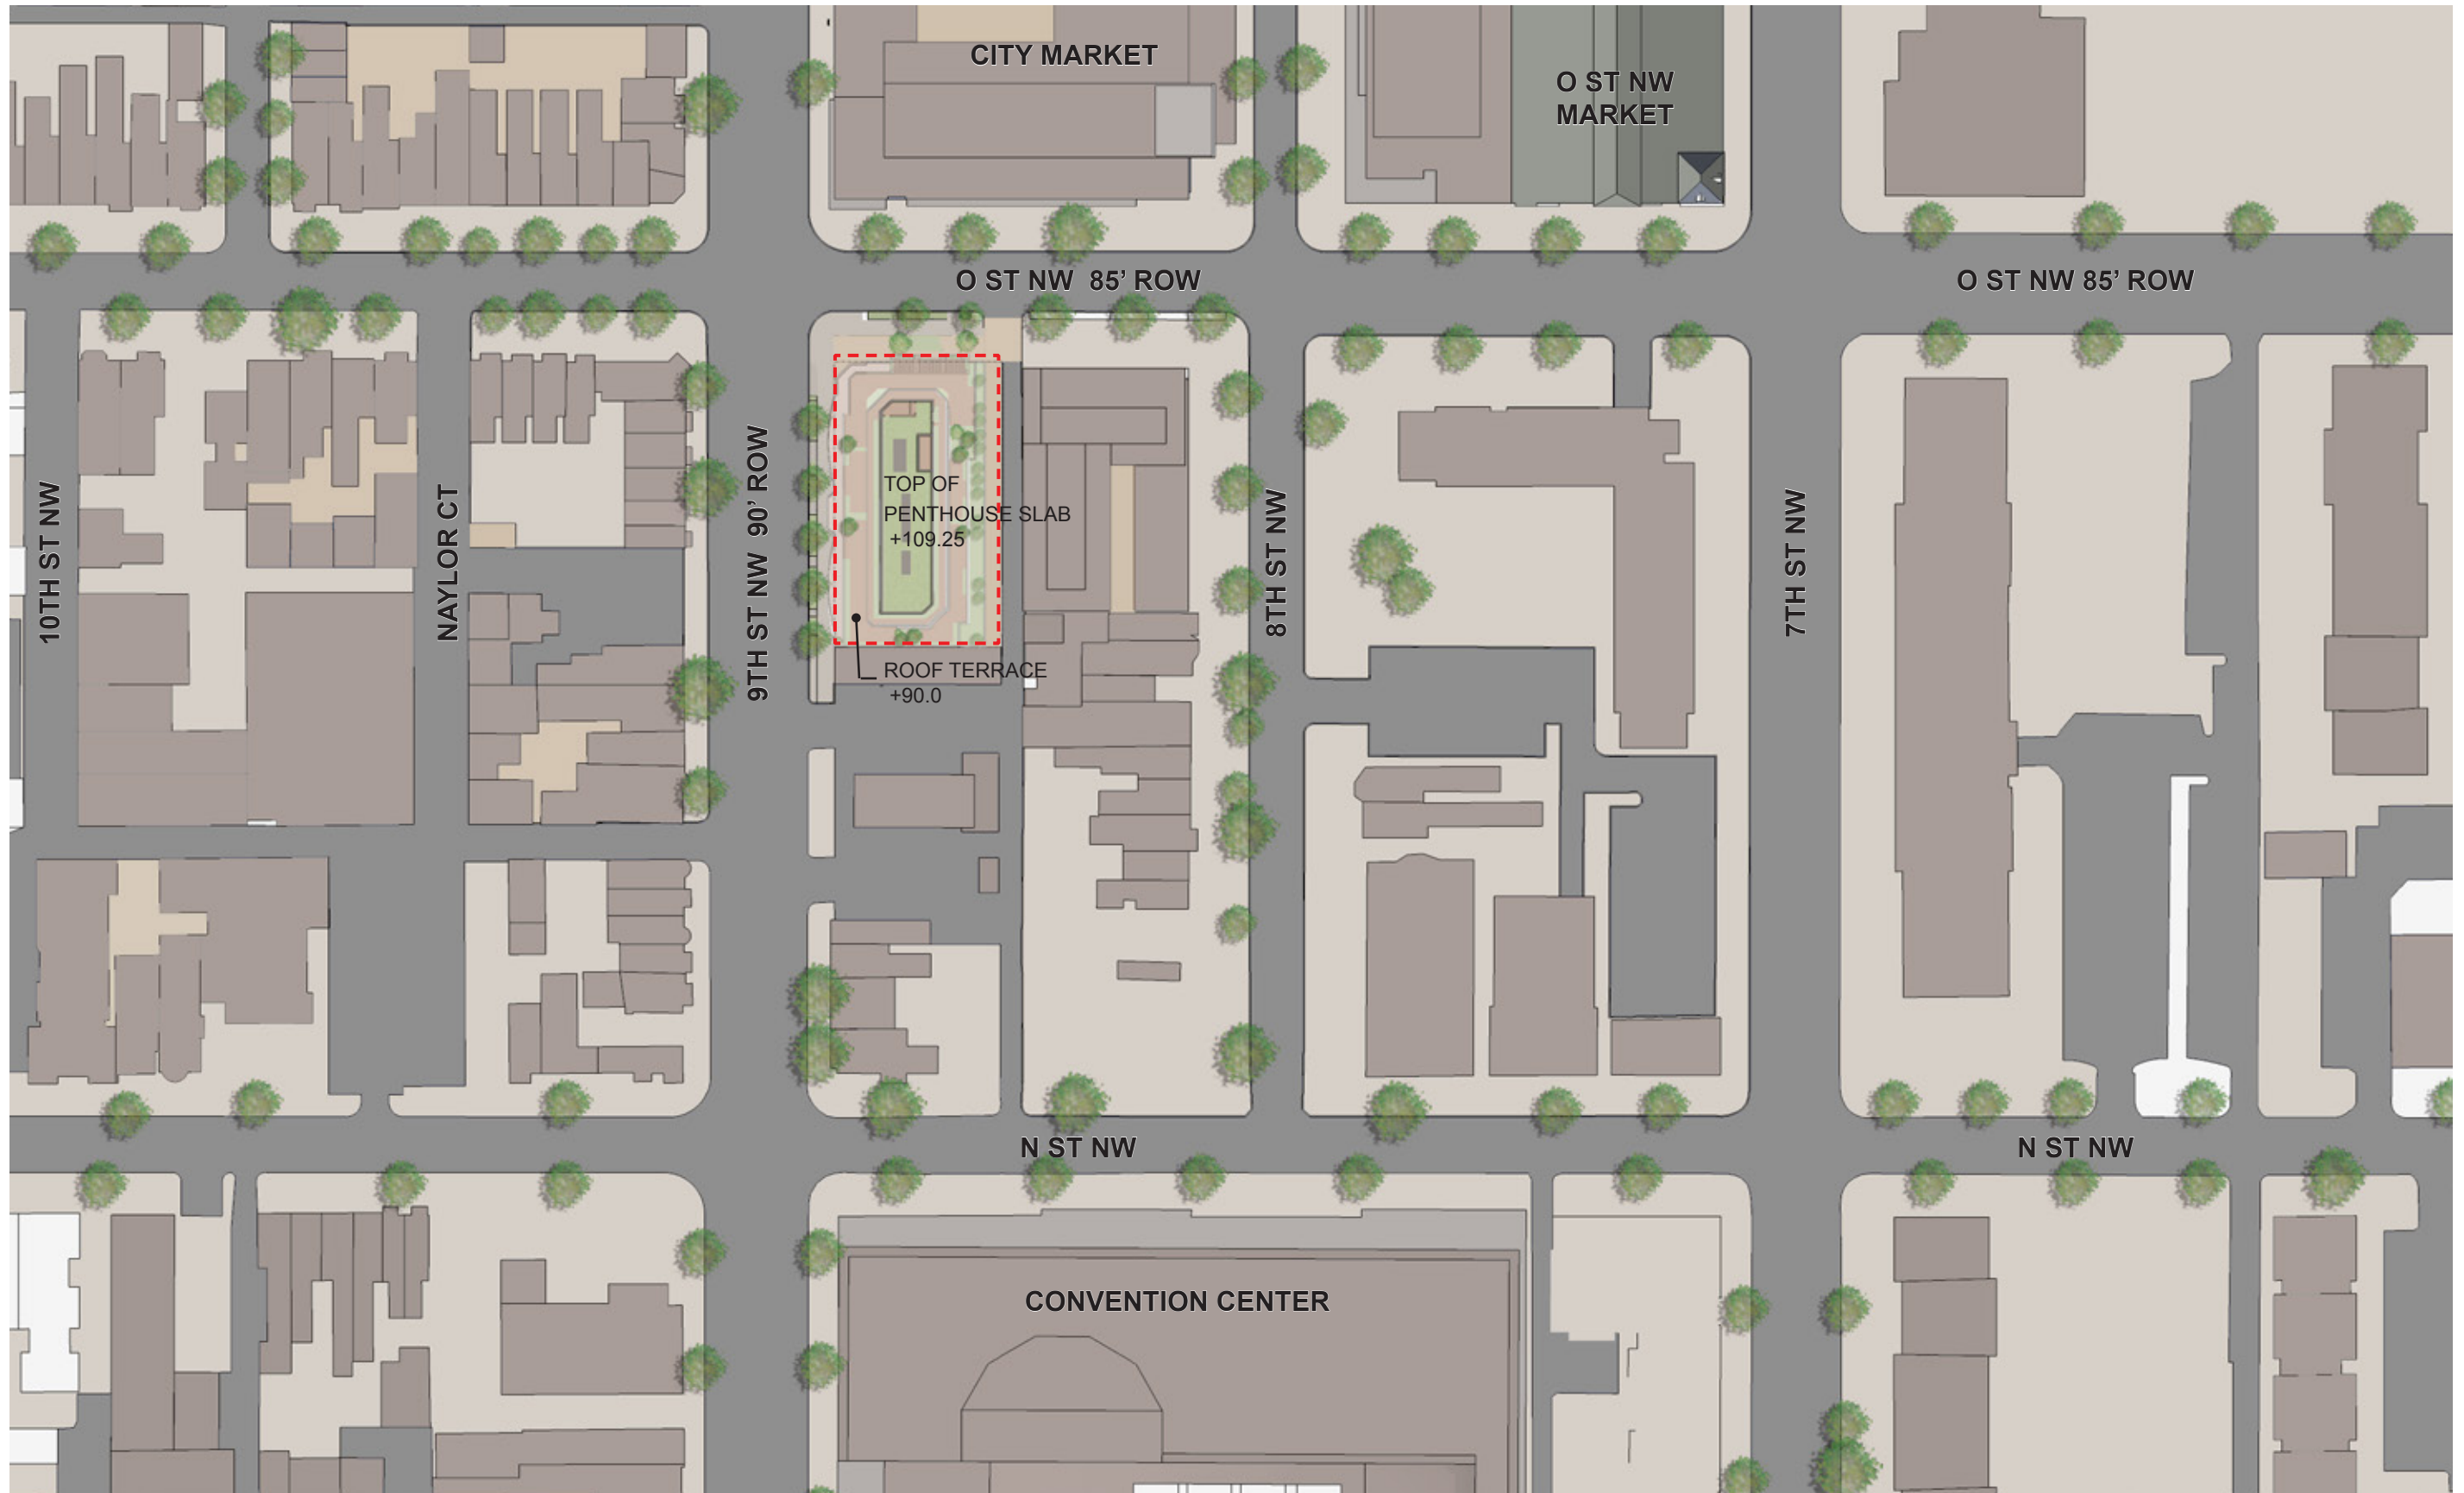 CITY MARKET
O ST NW
MARKET
O ST NW  85’ ROW
O ST NW 85’ ROW
10TH ST NW
NAYLOR CT
9TH ST NW  90’ ROW
TOP OF
PENTHOUSE SLAB
+109.25
8TH ST NW
7TH ST NW
ROOF TERRACE
+90.0
N ST NW
N ST NW
CONVENTION CENTER